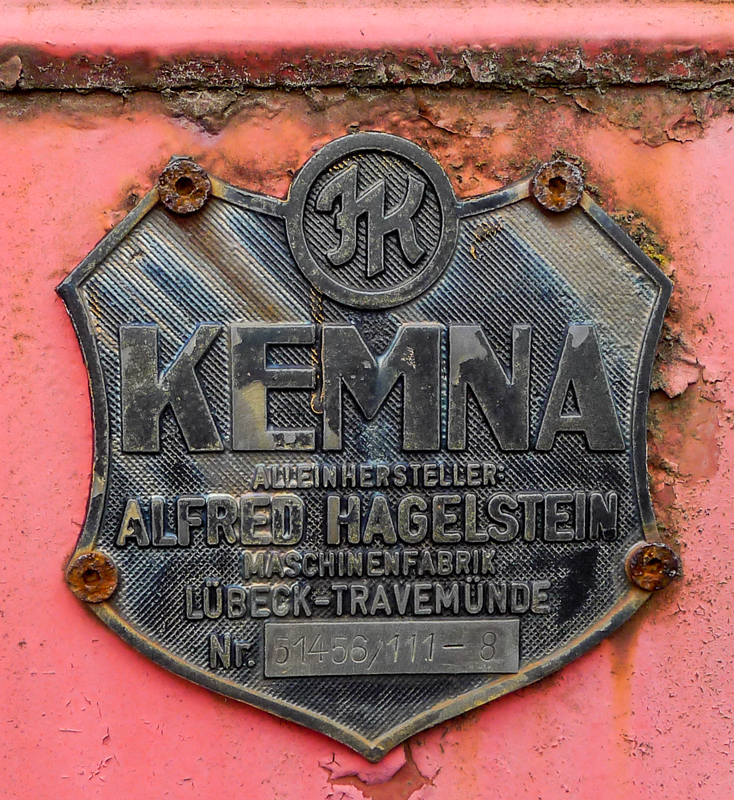 JK
KEMNA
ALLEINHERSTELLER:
ALFRED HAGELSTEIN
MASCHINENFABRIK
LÜBECK-TRAVEMÜNDE
Nr. 51456/111-8